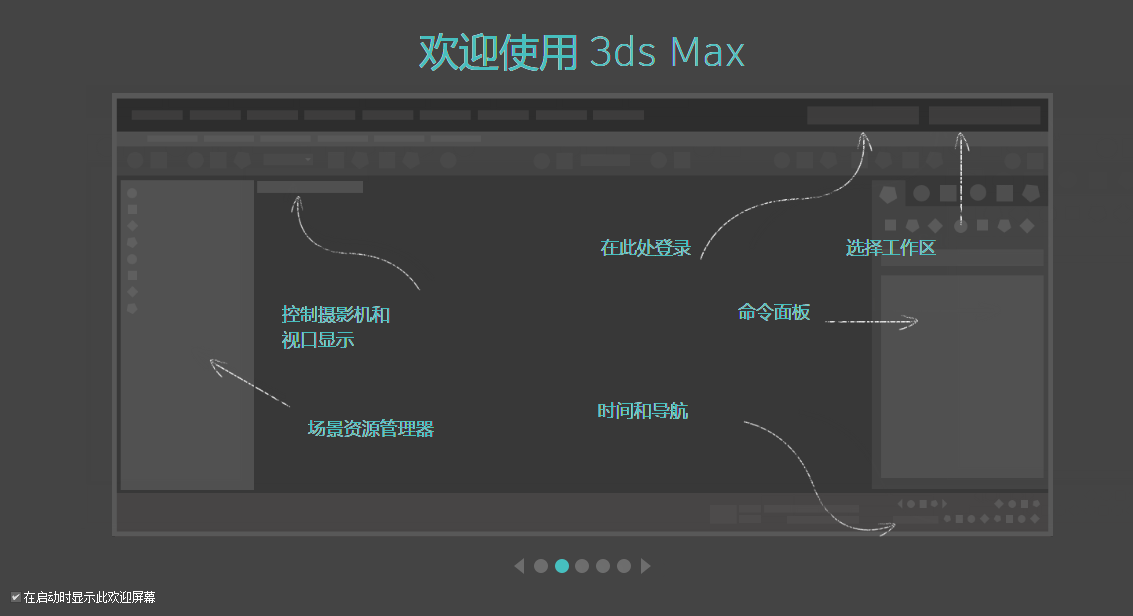 欢迎使用 3ds Max
在此处登录
选择工作区
控制摄影机和
视口显示
命令面板
场景资源管理器
时间和导航
在启动时显示此欢迎屏幕